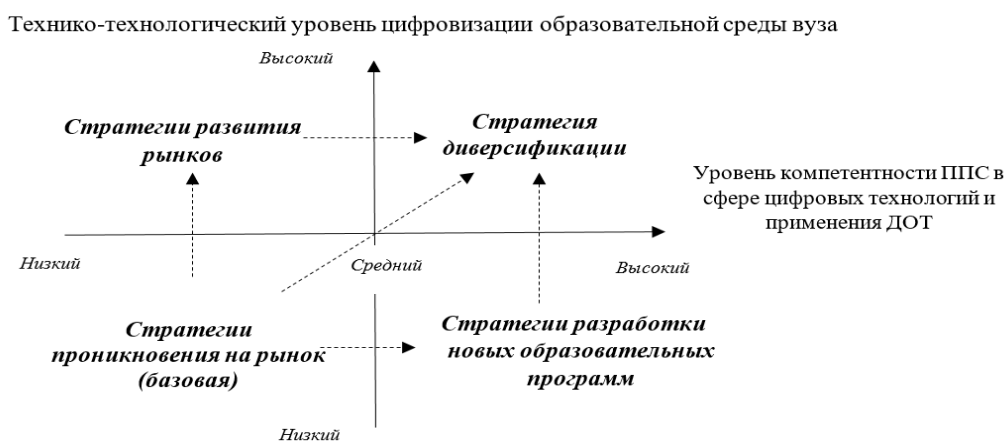 Технико-технологический уровень цифровизации образовательной среды вуза
Высокий
Стратегии развития
рынков
Стратегия
диверсификации
Уровень компетентности ППС в
сфере цифровых технологий и
применения ДОТ
Низкий
Средний
Высокий
Стратегии
проникновения на рынок
(базовая)
Стратегии разработки
новых образовательных
программ
Низкий